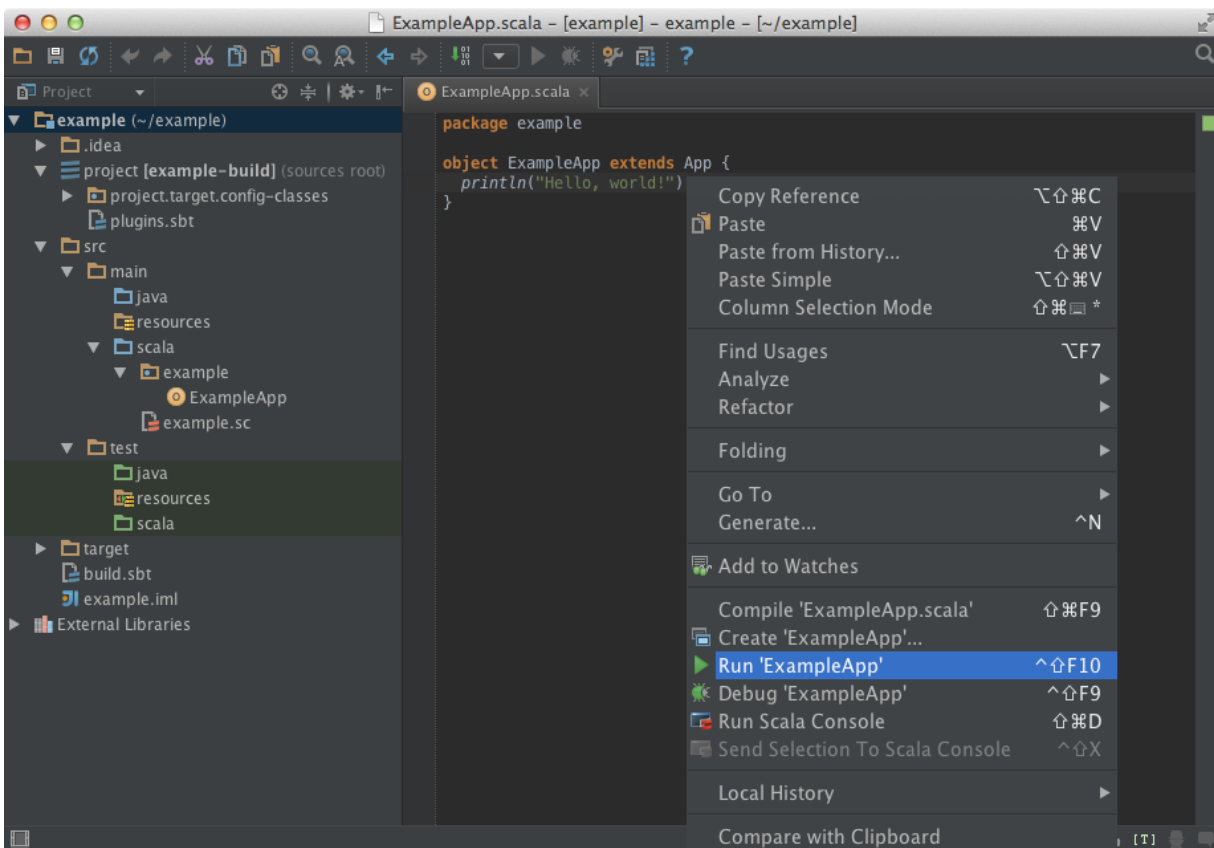 ExampleApp.scala – [example] – example – [~/example]
Project
ExampleApp.scala
example (~/example)
.idea
project [example-build] (sources root)
project.target.config-classes
plugins.sbt
src
main
java
resources
scala
example
ExampleApp
example.sc
test
java
resources
scala
target
build.sbt
example.iml
External Libraries
package example
object ExampleApp extends App {
println("Hello, world!")
}
Copy Reference ⌥⇧⌘C
Paste ⌘V
Paste from History... ⇧⌘V
Paste Simple ⌥⇧⌘V
Column Selection Mode ⇧⌘⌨ *
Find Usages ⌥F7
Analyze
Refactor
Folding
Go To
Generate... ^N
Add to Watches
Compile 'ExampleApp.scala' ⇧⌘F9
Create 'ExampleApp'...
Run 'ExampleApp' ^⇧F10
Debug 'ExampleApp' ^⇧F9
Run Scala Console ⇧⌘D
Send Selection To Scala Console ^⇧X
Local History
Compare with Clipboard
[T]